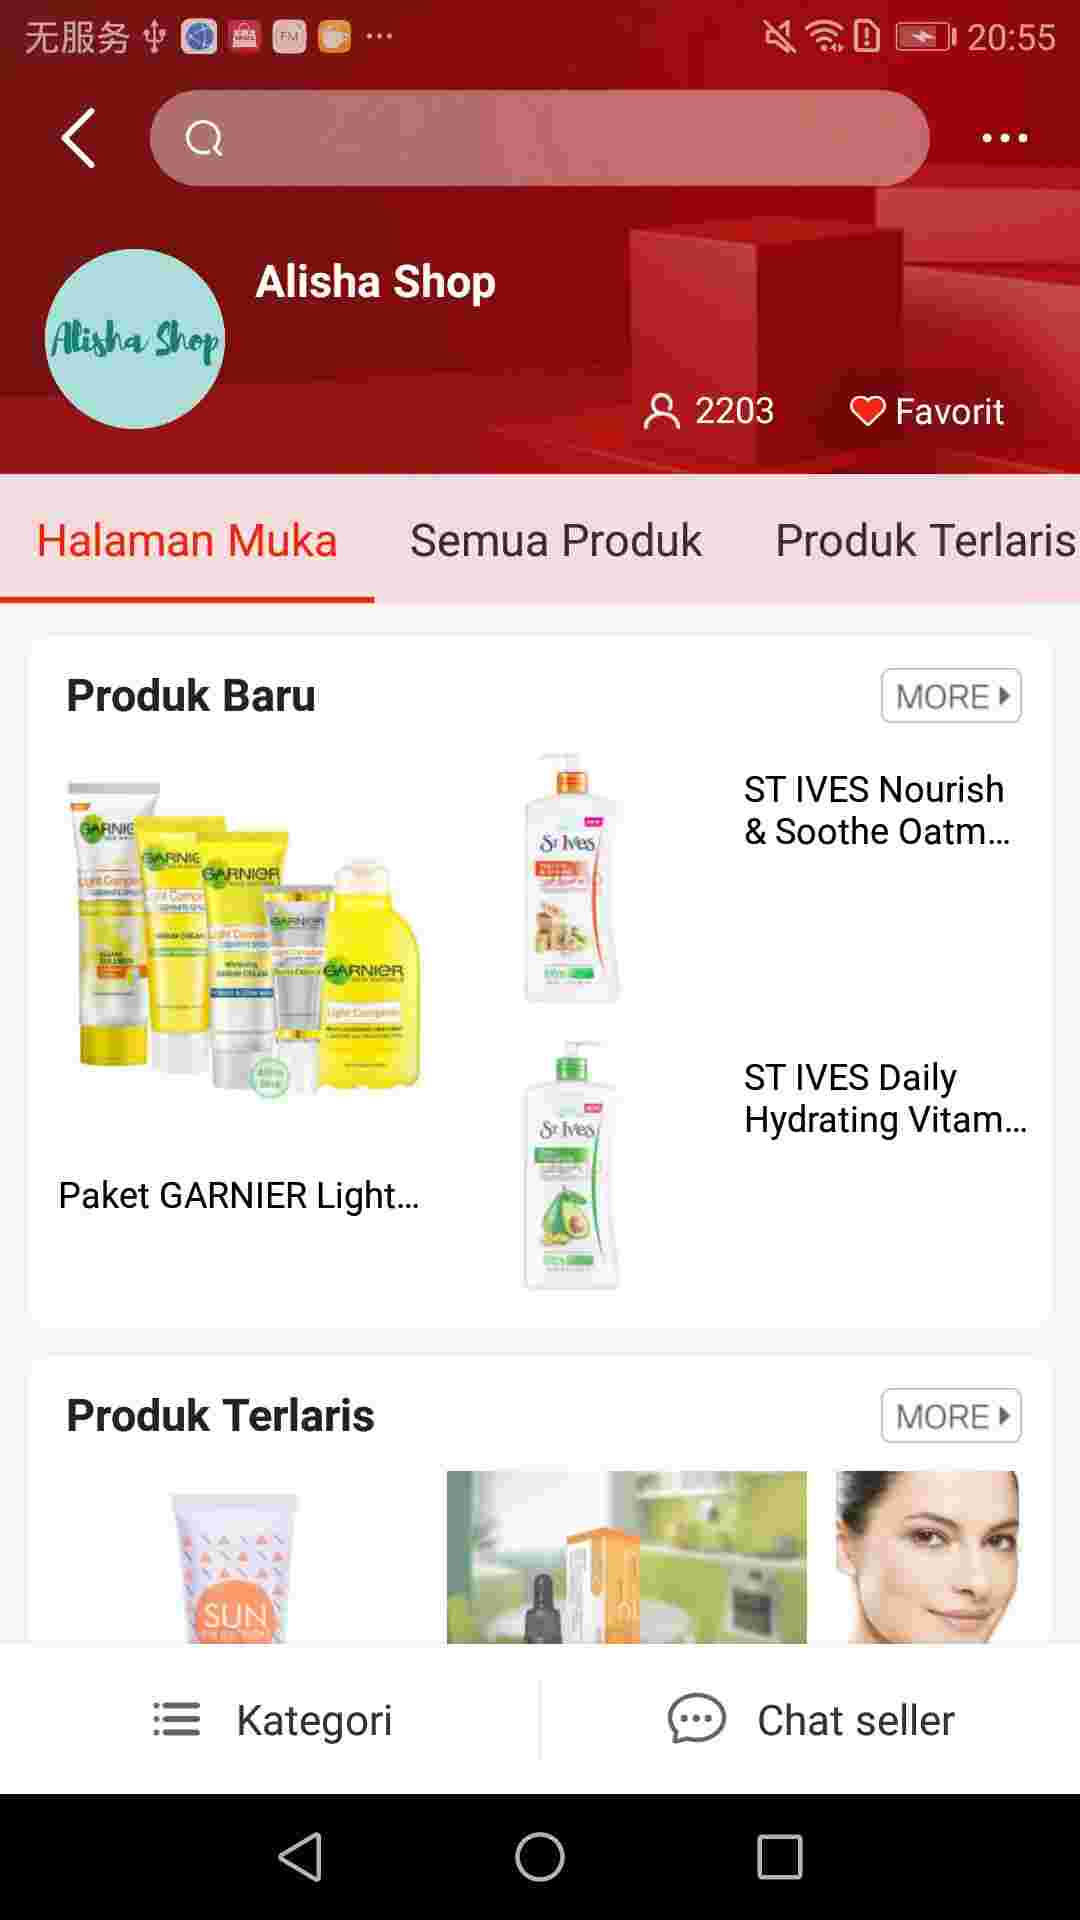 无服务 FM 20:55
Alisha Shop
Alisha Shop
2203 Favorit
Halaman Muka Semua Produk Produk Terlaris
Produk Baru MORE
GARNIER
GARNIER
St Ives
ST IVES Nourish
& Soothe Oatm...
St Ives
ST IVES Daily
Hydrating Vitam...
Paket GARNIER Light...
Produk Terlaris MORE
SUN
Kategori Chat seller